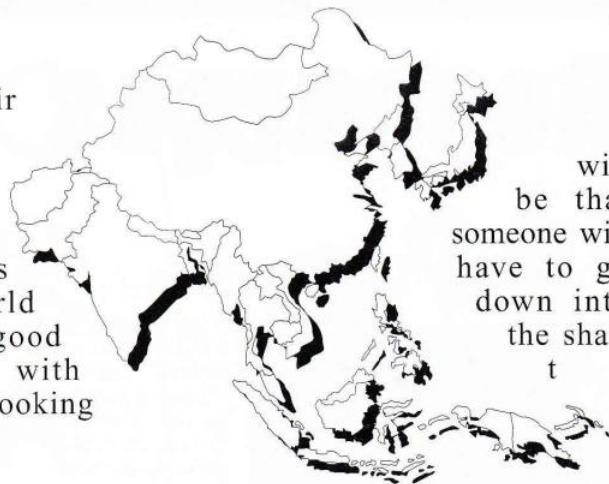 ir
s
rld
good
with
ooking
wi
be tha
someone wi
have to g
down int
the sha
t